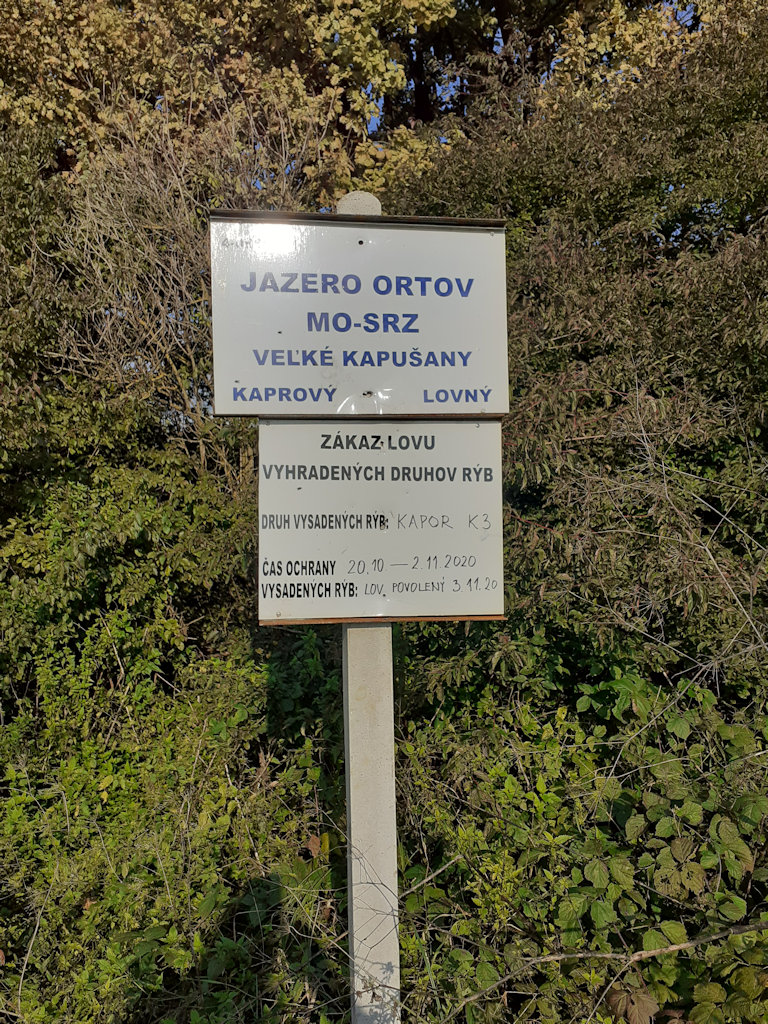 JAZERO ORTOV
MO-SRZ
VEĽKÉ KAPUŠANY
KAPROVÝ LOVNÝ
ZÁKAZ LOVU
VYHRADENÝCH DRUHOV RÝB
DRUH VYSADENÝCH RÝB: KAPOR K3
ČAS OCHRANY 20.10. — 2.11.2020
VYSADENÝCH RÝB: LOV. POVOLENÝ 3.11.20